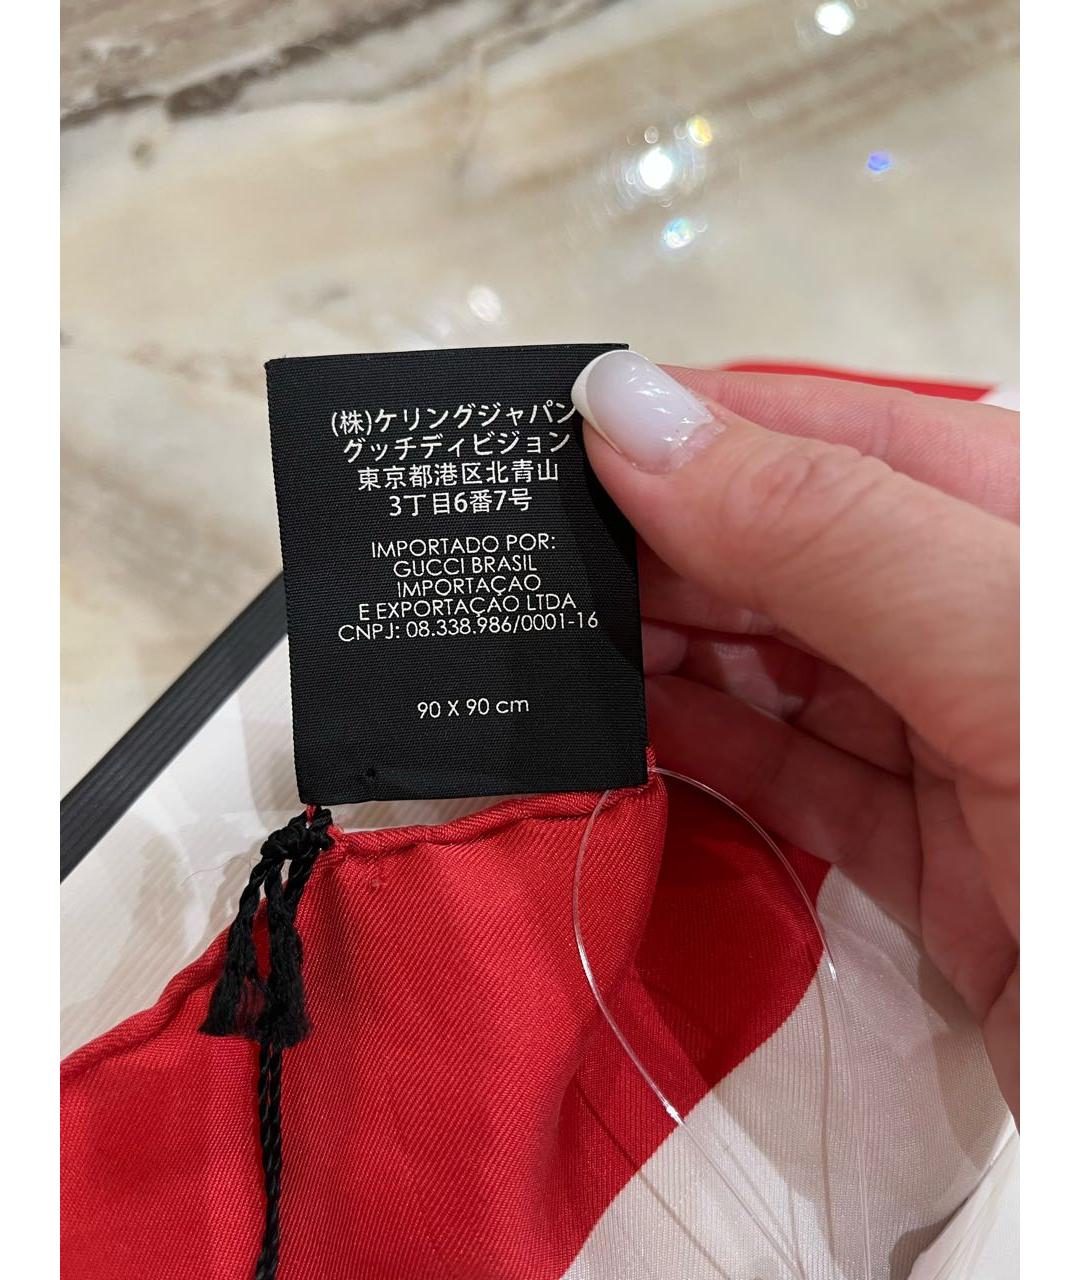 (株)ケリングジャパン
グッチディビジョン
東京都港区北青山
3丁目6番7号
IMPORTADO POR:
GUCCI BRASIL
IMPORTAÇAO
E EXPORTAÇAO LTDA
CNPJ: 08.338.986/0001-16
90 X 90 cm